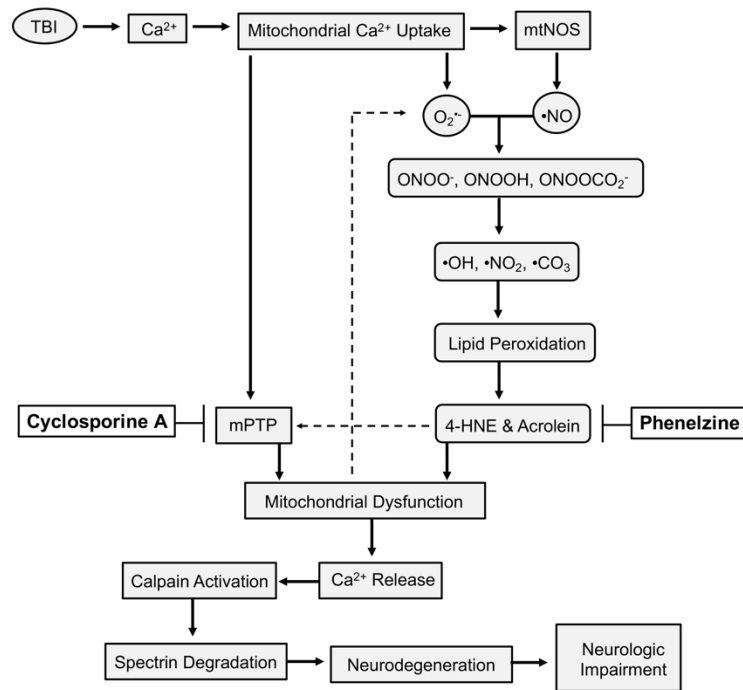 TBI
Ca²⁺
Mitochondrial Ca²⁺ Uptake
mtNOS
O₂•⁻
•NO
ONOO⁻, ONOOH, ONOOCO₂⁻
•OH, •NO₂, •CO₃
Lipid Peroxidation
Cyclosporine A
mPTP
4-HNE & Acrolein
Phenelzine
Mitochondrial Dysfunction
Calpain Activation
Ca²⁺ Release
Spectrin Degradation
Neurodegeneration
Neurologic
Impairment